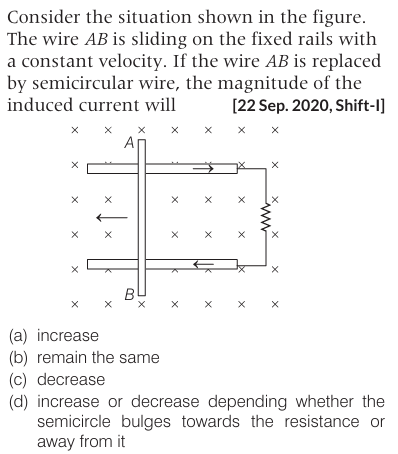 Consider the situation shown in the figure.
The wire AB is sliding on the fixed rails with
a constant velocity. If the wire AB is replaced
by semicircular wire, the magnitude of the
induced current will [22 Sep. 2020, Shift-I]
A
B
(a) increase
(b) remain the same
(c) decrease
(d) increase or decrease depending whether the
semicircle bulges towards the resistance or
away from it